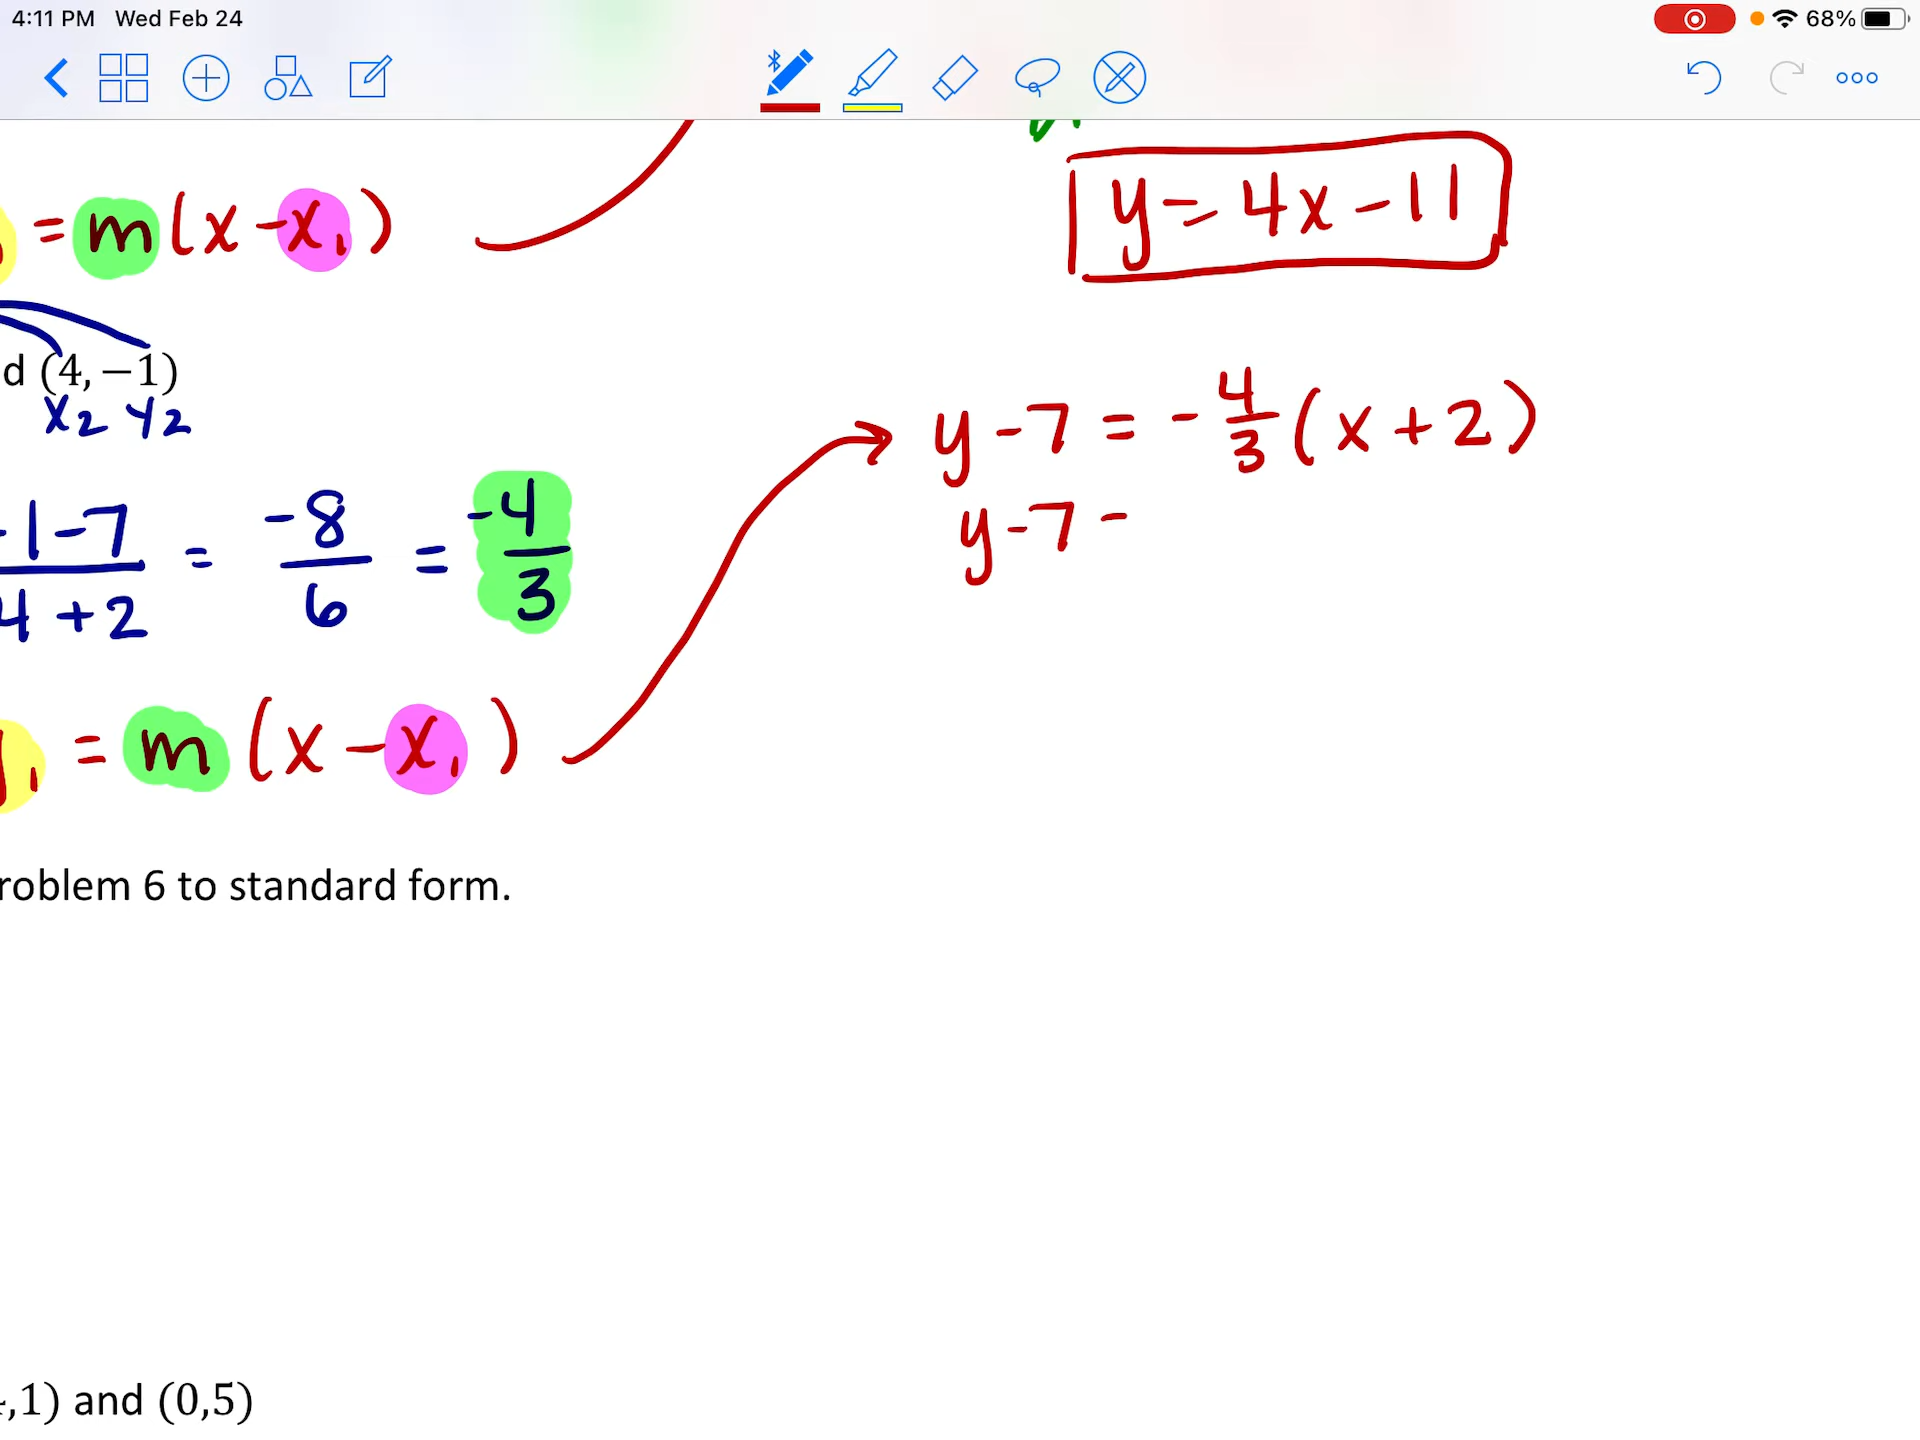 4:11 PM Wed Feb 24 68%
= m(x-x₁)
y = 4x - 11
d (4, −1)
x2 y2
y - 7 = - 4/3 (x + 2)
y - 7 -
-1-7 / 4+2 = -8/6 = -4/3
y₁ = m (x - x₁)
roblem 6 to standard form.
,1) and (0,5)